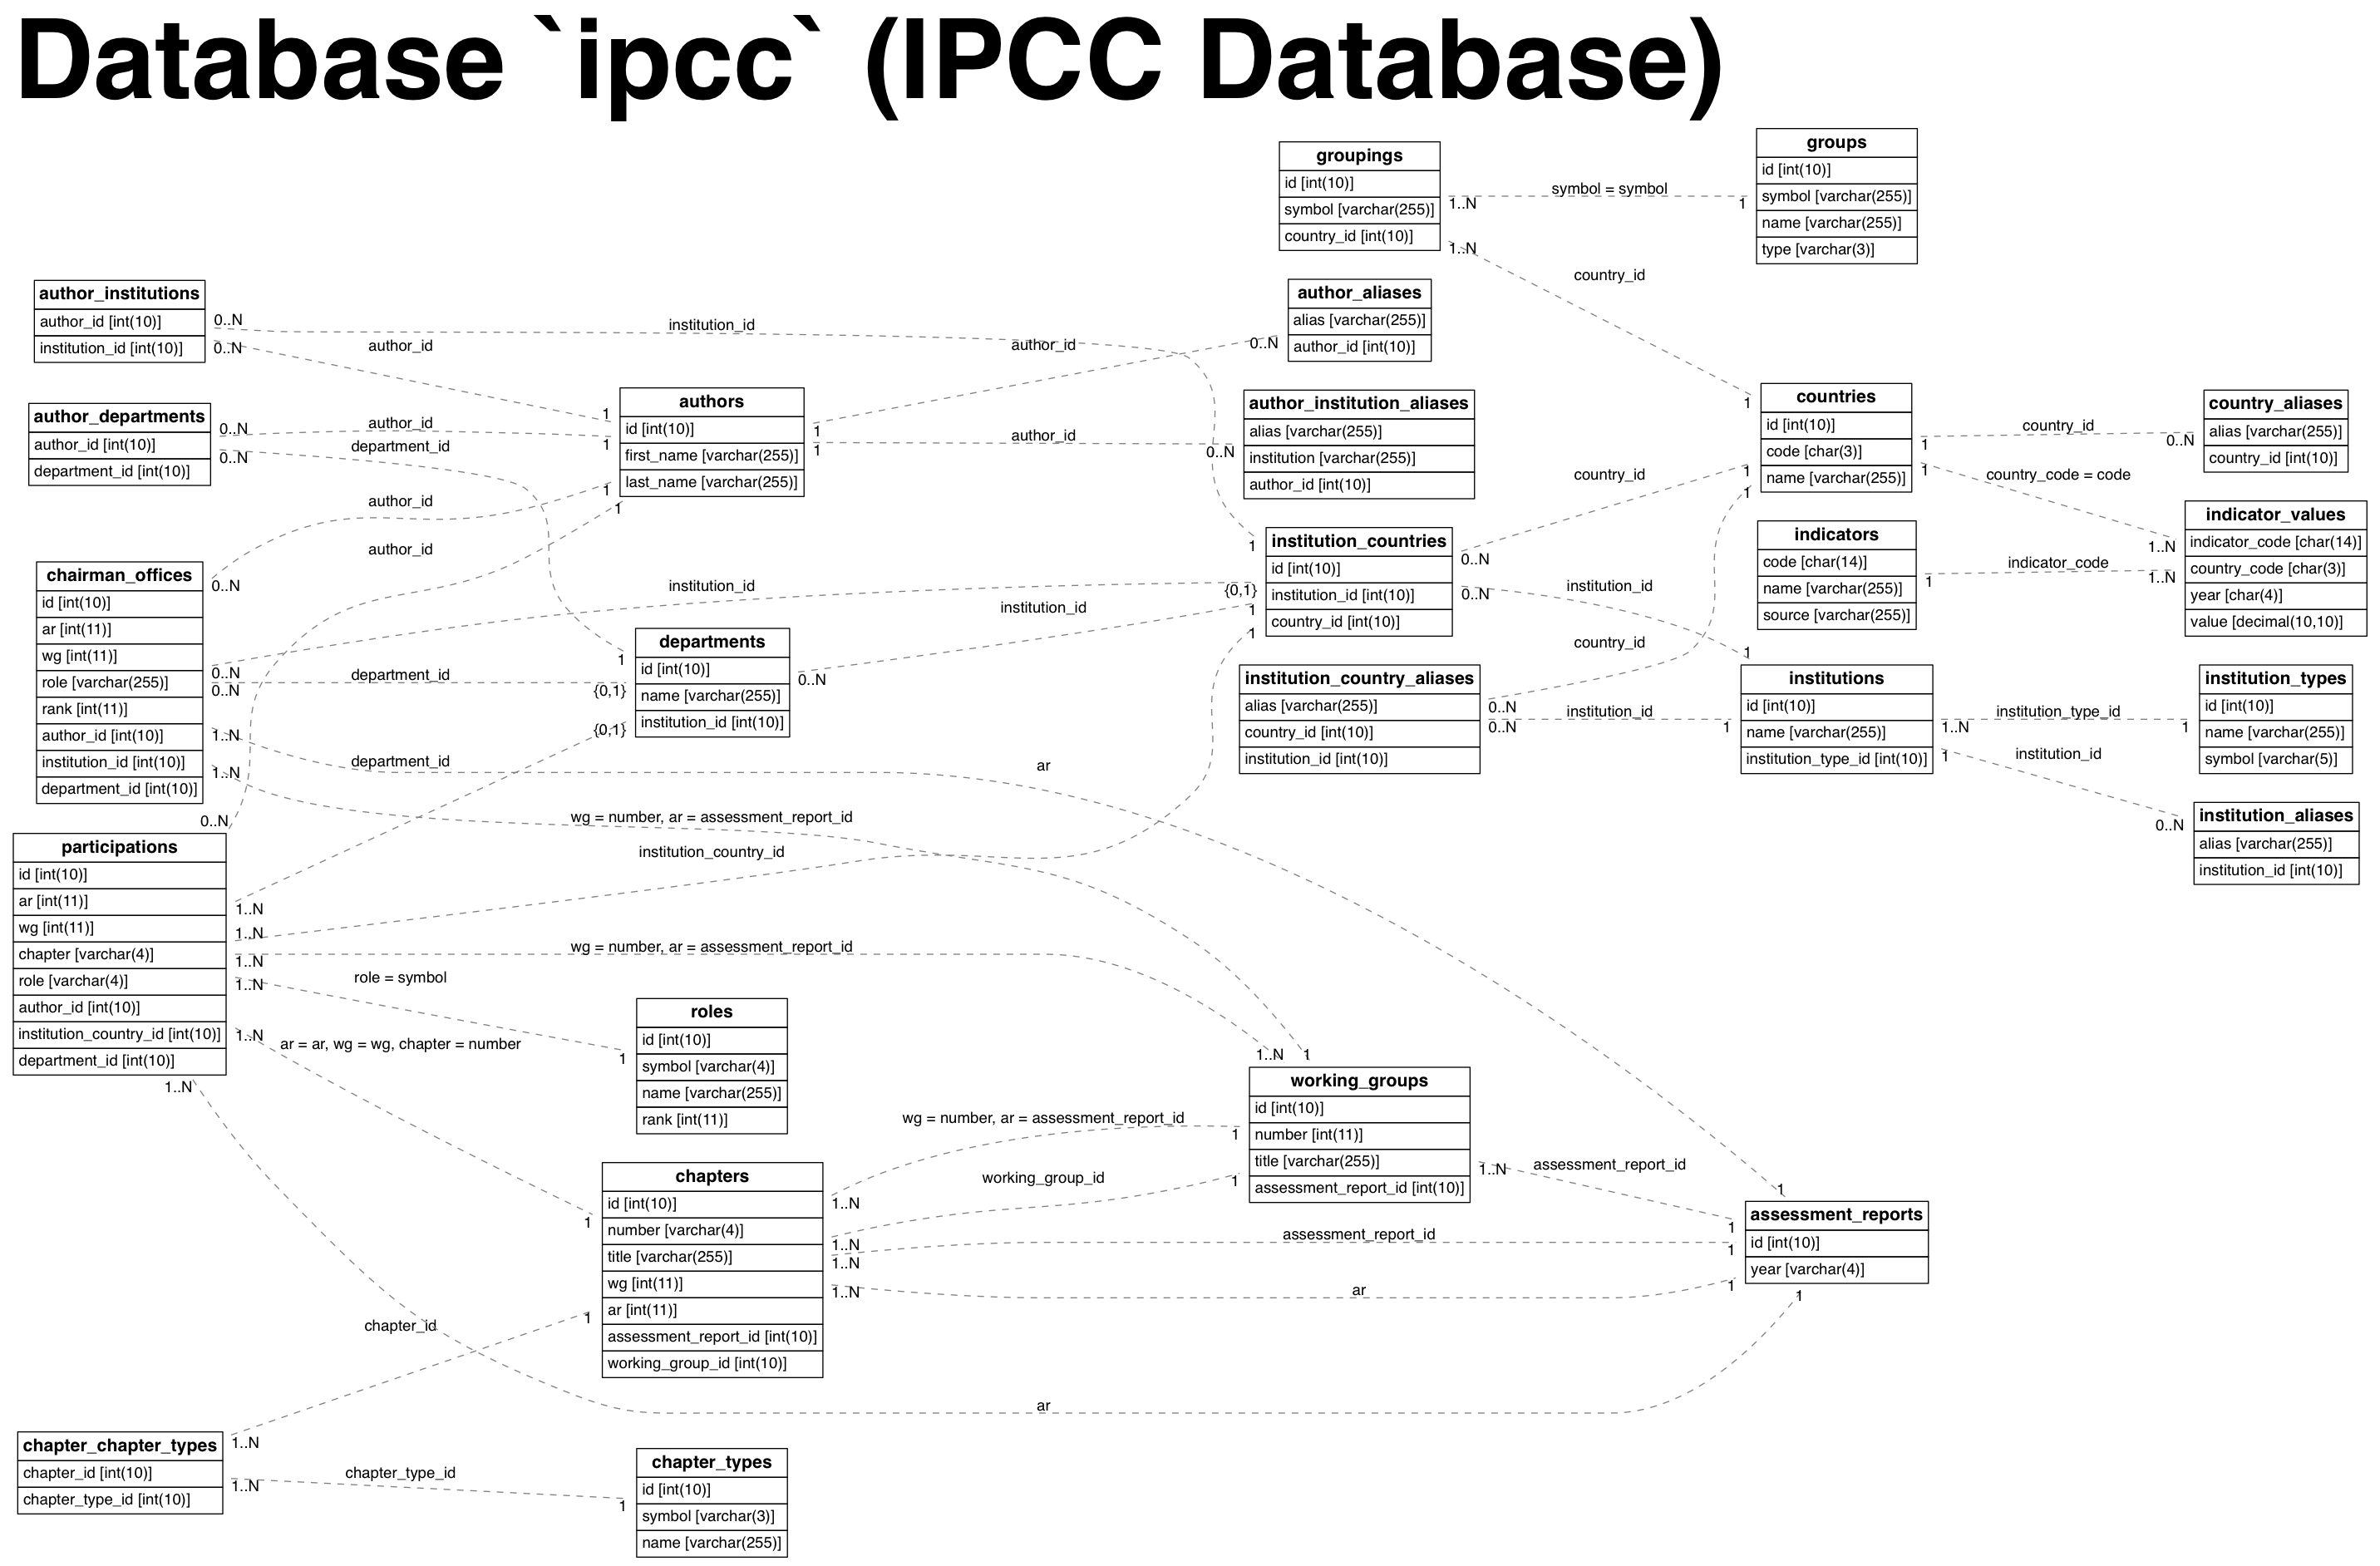 Database `ipcc` (IPCC Database)
groupings
id [int(10)]
symbol [varchar(255)]
country_id [int(10)]
1..N
symbol = symbol
1
1..N
country_id
1
groups
id [int(10)]
symbol [varchar(255)]
name [varchar(255)]
type [varchar(3)]
author_institutions
author_id [int(10)]
institution_id [int(10)]
0..N
institution_id
1
0..N
author_id
1
author_aliases
alias [varchar(255)]
author_id [int(10)]
author_id
0..N
1
author_departments
author_id [int(10)]
department_id [int(10)]
0..N
author_id
1
0..N
department_id
1
authors
id [int(10)]
first_name [varchar(255)]
last_name [varchar(255)]
1
author_id
0..N
author_institution_aliases
alias [varchar(255)]
institution [varchar(255)]
author_id [int(10)]
countries
id [int(10)]
code [char(3)]
name [varchar(255)]
1
country_id
0..N
1
country_code = code
1..N
country_aliases
alias [varchar(255)]
country_id [int(10)]
indicator_values
indicator_code [char(14)]
country_code [char(3)]
year [char(4)]
value [decimal(10,10)]
indicators
code [char(14)]
name [varchar(255)]
source [varchar(255)]
1
indicator_code
1..N
chairman_offices
id [int(10)]
ar [int(11)]
wg [int(11)]
role [varchar(255)]
rank [int(11)]
author_id [int(10)]
institution_id [int(10)]
department_id [int(10)]
0..N
author_id
1
0..N
institution_id
{0,1}
0..N
department_id
{0,1}
1..N
ar
1
1..N
wg = number, ar = assessment_report_id
1
departments
id [int(10)]
name [varchar(255)]
institution_id [int(10)]
0..N
institution_id
1
institution_countries
id [int(10)]
institution_id [int(10)]
country_id [int(10)]
0..N
country_id
1
0..N
institution_id
1
institution_country_aliases
alias [varchar(255)]
country_id [int(10)]
institution_id [int(10)]
0..N
country_id
1
0..N
institution_id
1
institutions
id [int(10)]
name [varchar(255)]
institution_type_id [int(10)]
1..N
institution_type_id
1
1
institution_id
0..N
institution_types
id [int(10)]
name [varchar(255)]
symbol [varchar(5)]
institution_aliases
alias [varchar(255)]
institution_id [int(10)]
participations
id [int(10)]
ar [int(11)]
wg [int(11)]
chapter [varchar(4)]
role [varchar(4)]
author_id [int(10)]
institution_country_id [int(10)]
department_id [int(10)]
0..N
author_id
1
1..N
department_id
{0,1}
1..N
institution_country_id
1
1..N
wg = number, ar = assessment_report_id
1..N
1..N
role = symbol
1
1..N
ar = ar, wg = wg, chapter = number
1
1..N
ar
1
roles
id [int(10)]
symbol [varchar(4)]
name [varchar(255)]
rank [int(11)]
working_groups
id [int(10)]
number [int(11)]
title [varchar(255)]
assessment_report_id [int(10)]
1..N
assessment_report_id
1
chapters
id [int(10)]
number [varchar(4)]
title [varchar(255)]
wg [int(11)]
ar [int(11)]
assessment_report_id [int(10)]
working_group_id [int(10)]
1..N
wg = number, ar = assessment_report_id
1
1..N
working_group_id
1
1..N
assessment_report_id
1
1..N
ar
1
assessment_reports
id [int(10)]
year [varchar(4)]
chapter_chapter_types
chapter_id [int(10)]
chapter_type_id [int(10)]
1..N
chapter_id
1
1..N
chapter_type_id
1
chapter_types
id [int(10)]
symbol [varchar(3)]
name [varchar(255)]